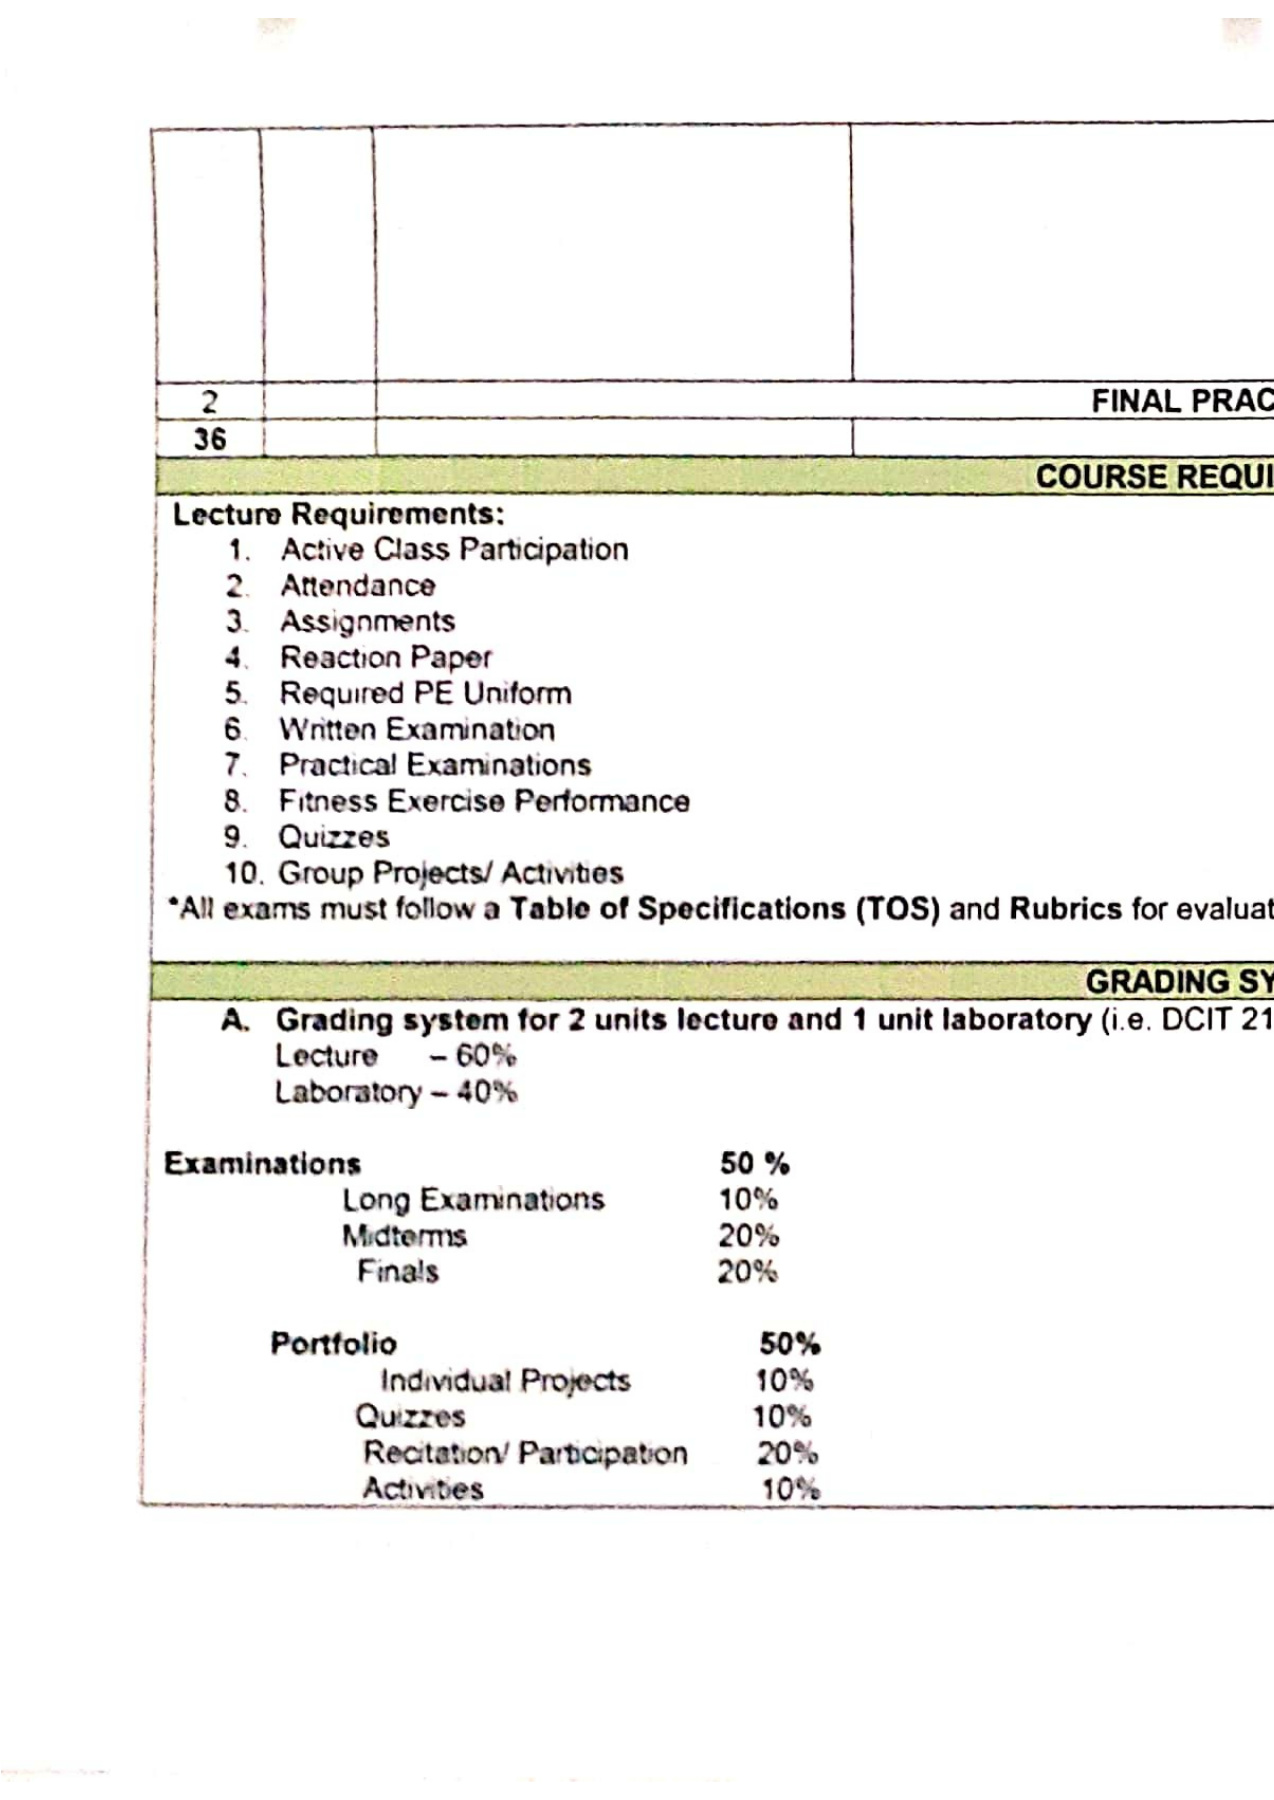 2
FINAL PRAC
36
COURSE REQUI
Lecture Requirements:
1. Active Class Participation
2. Attendance
3. Assignments
4. Reaction Paper
5. Required PE Uniform
6. Written Examination
7. Practical Examinations
8. Fitness Exercise Performance
9. Quizzes
10. Group Projects/ Activities
*All exams must follow a Table of Specifications (TOS) and Rubrics for evaluat
GRADING SY
A. Grading system for 2 units lecture and 1 unit laboratory (i.e. DCIT 21
Lecture – 60%
Laboratory – 40%
Examinations 50 %
Long Examinations 10%
Midterms 20%
Finals 20%
Portfolio 50%
Individual Projects 10%
Quizzes 10%
Recitation/ Participation 20%
Activities 10%